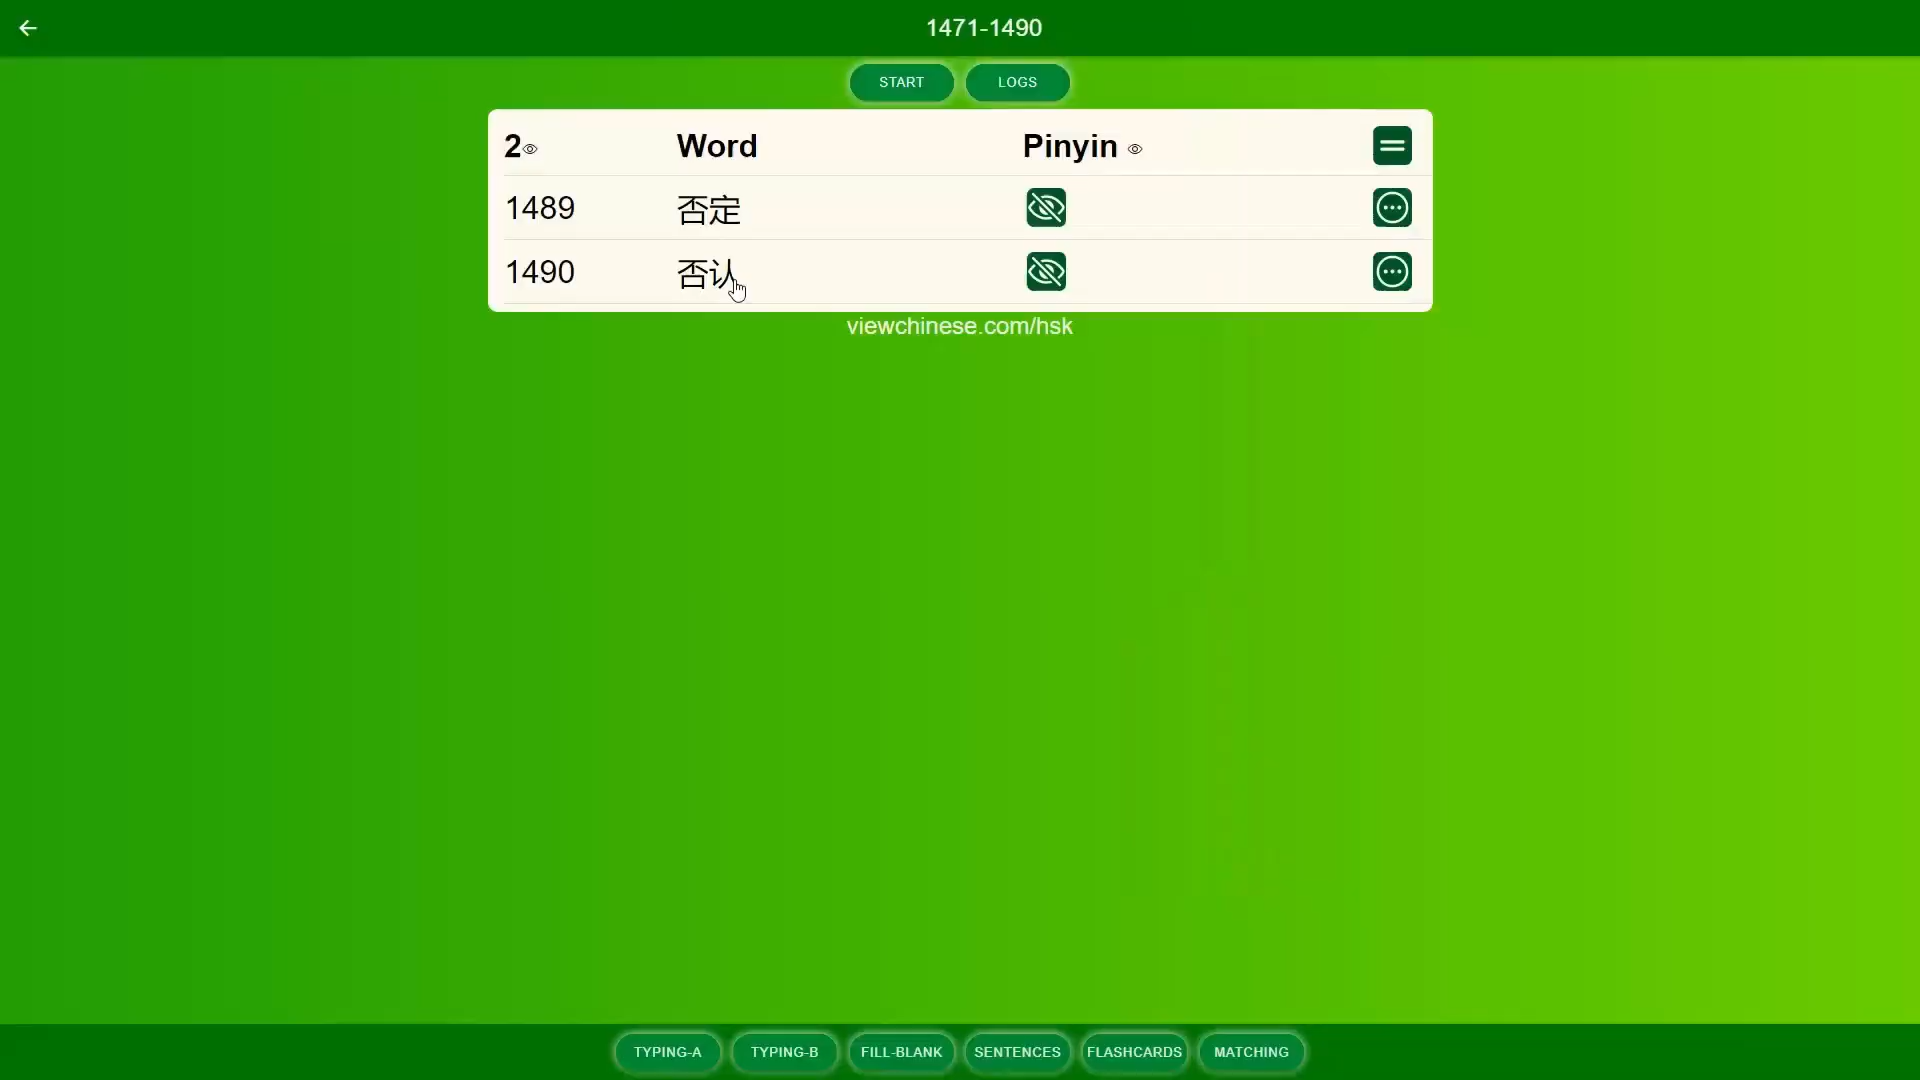 1471-1490
START LOGS
2 Word Pinyin
1489 否定
1490 否认
viewchinese.com/hsk
TYPING-A TYPING-B FILL-BLANK SENTENCES FLASHCARDS MATCHING